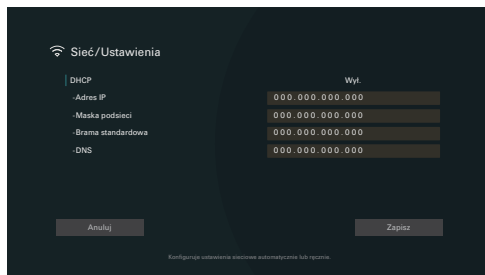 Sieć/Ustawienia
DHCP Wył.
-Adres IP 000.000.000.000
-Maska podsieci 000.000.000.000
-Brama standardowa 000.000.000.000
-DNS 000.000.000.000
Anuluj Zapisz
Konfiguruje ustawienia sieciowe automatycznie lub ręcznie.